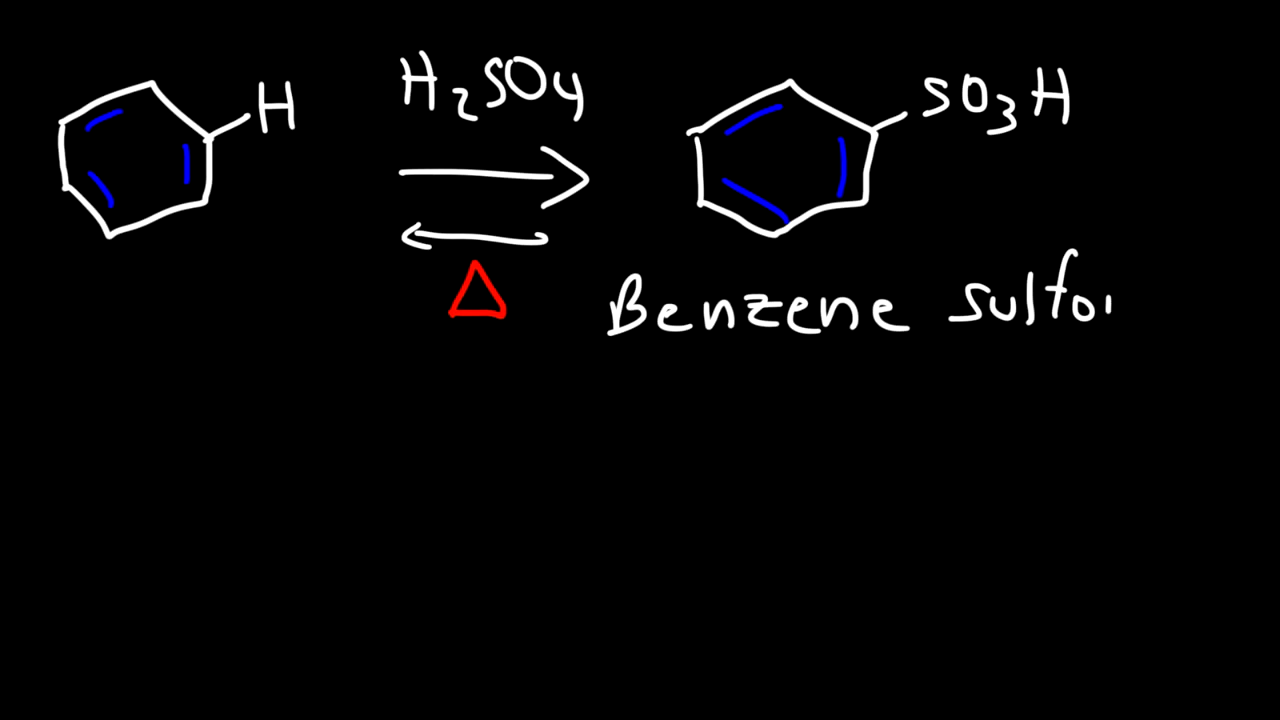 H
H₂SO₄
SO₃H
Δ
Benzene